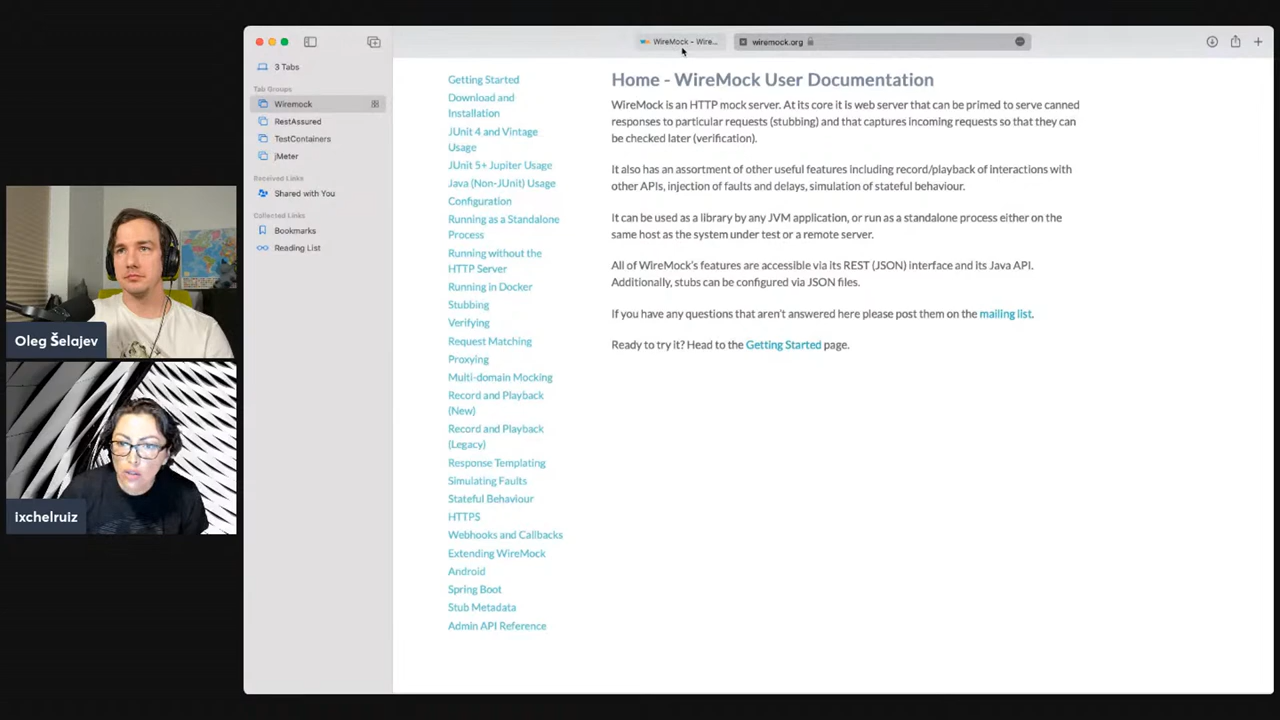 WireMock - Wire...
wiremock.org
3 Tabs
Tab Groups
Wiremock
RestAssured
TestContainers
jMeter
Received Links
Shared with You
Collected Links
Bookmarks
Reading List
Oleg Šelajev
ixchelruiz
Getting Started
Download and
Installation
JUnit 4 and Vintage
Usage
JUnit 5+ Jupiter Usage
Java (Non-JUnit) Usage
Configuration
Running as a Standalone
Process
Running without the
HTTP Server
Running in Docker
Stubbing
Verifying
Request Matching
Proxying
Multi-domain Mocking
Record and Playback
(New)
Record and Playback
(Legacy)
Response Templating
Simulating Faults
Stateful Behaviour
HTTPS
Webhooks and Callbacks
Extending WireMock
Android
Spring Boot
Stub Metadata
Admin API Reference
Home - WireMock User Documentation
WireMock is an HTTP mock server. At its core it is web server that can be primed to serve canned
responses to particular requests (stubbing) and that captures incoming requests so that they can
be checked later (verification).
It also has an assortment of other useful features including record/playback of interactions with
other APIs, injection of faults and delays, simulation of stateful behaviour.
It can be used as a library by any JVM application, or run as a standalone process either on the
same host as the system under test or a remote server.
All of WireMock's features are accessible via its REST (JSON) interface and its Java API.
Additionally, stubs can be configured via JSON files.
If you have any questions that aren't answered here please post them on the mailing list.
Ready to try it? Head to the Getting Started page.